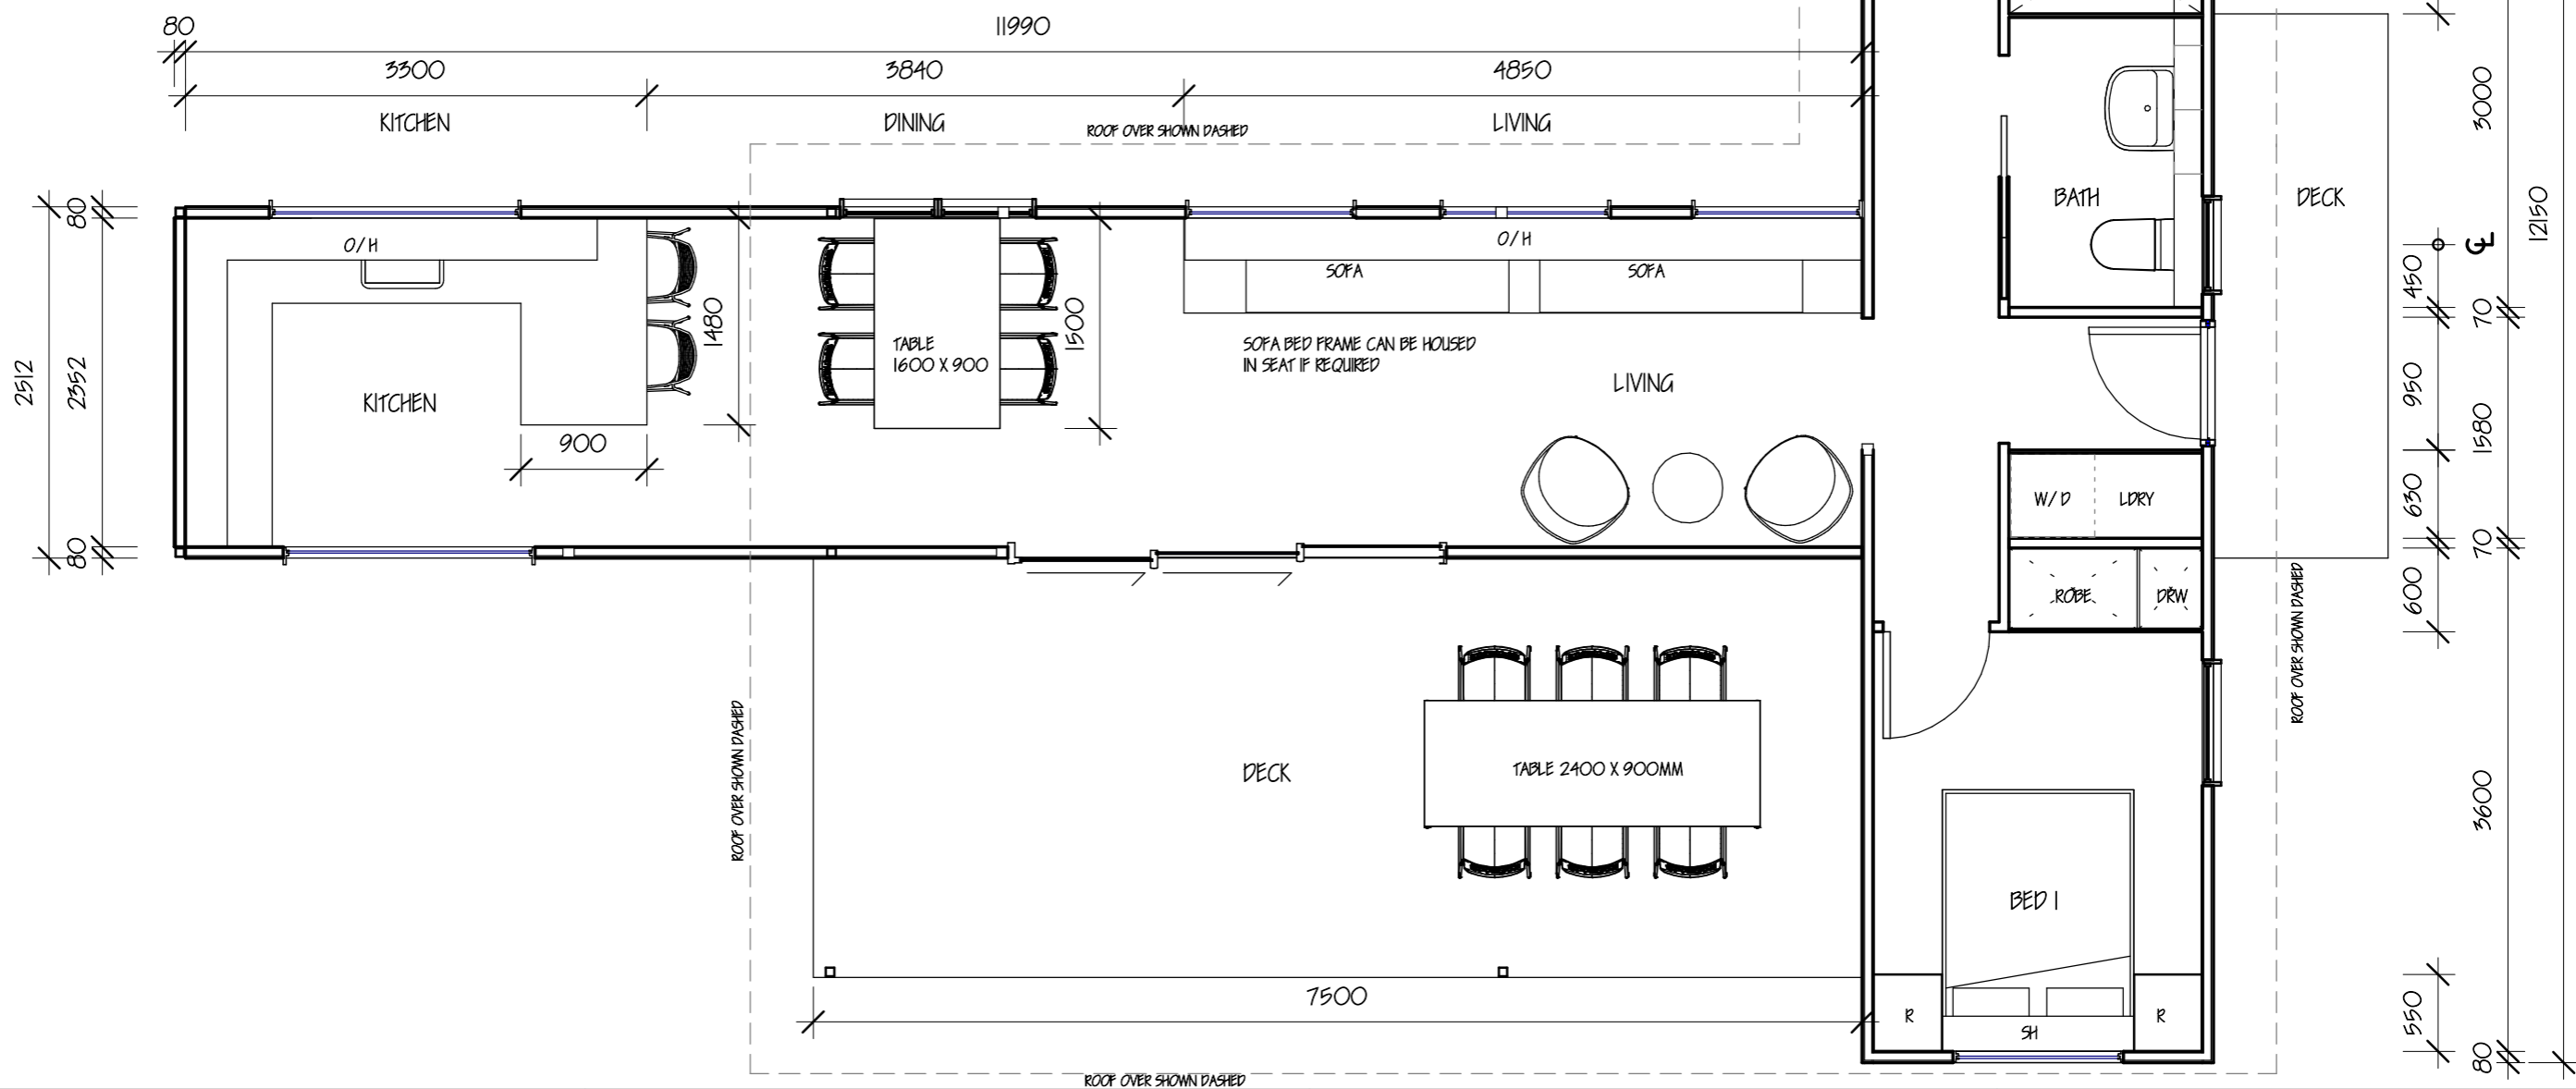 80
11990
3300
3840
4850
KITCHEN
DINING
LIVING
ROOF OVER SHOWN DASHED
3000
12150
BATH
DECK
80
O/H
O/H
SOFA
SOFA
CL
450
70
1480
1500
TABLE
1600 X 900
SOFA BED FRAME CAN BE HOUSED
IN SEAT IF REQUIRED
LIVING
2512
2352
KITCHEN
900
950
1580
W/D
LDRY
630
80
70
ROBE
DRW
600
ROOF OVER SHOWN DASHED
ROOF OVER SHOWN DASHED
DECK
TABLE 2400 X 900MM
3600
BED 1
7500
R
SH
R
550
80
ROOF OVER SHOWN DASHED